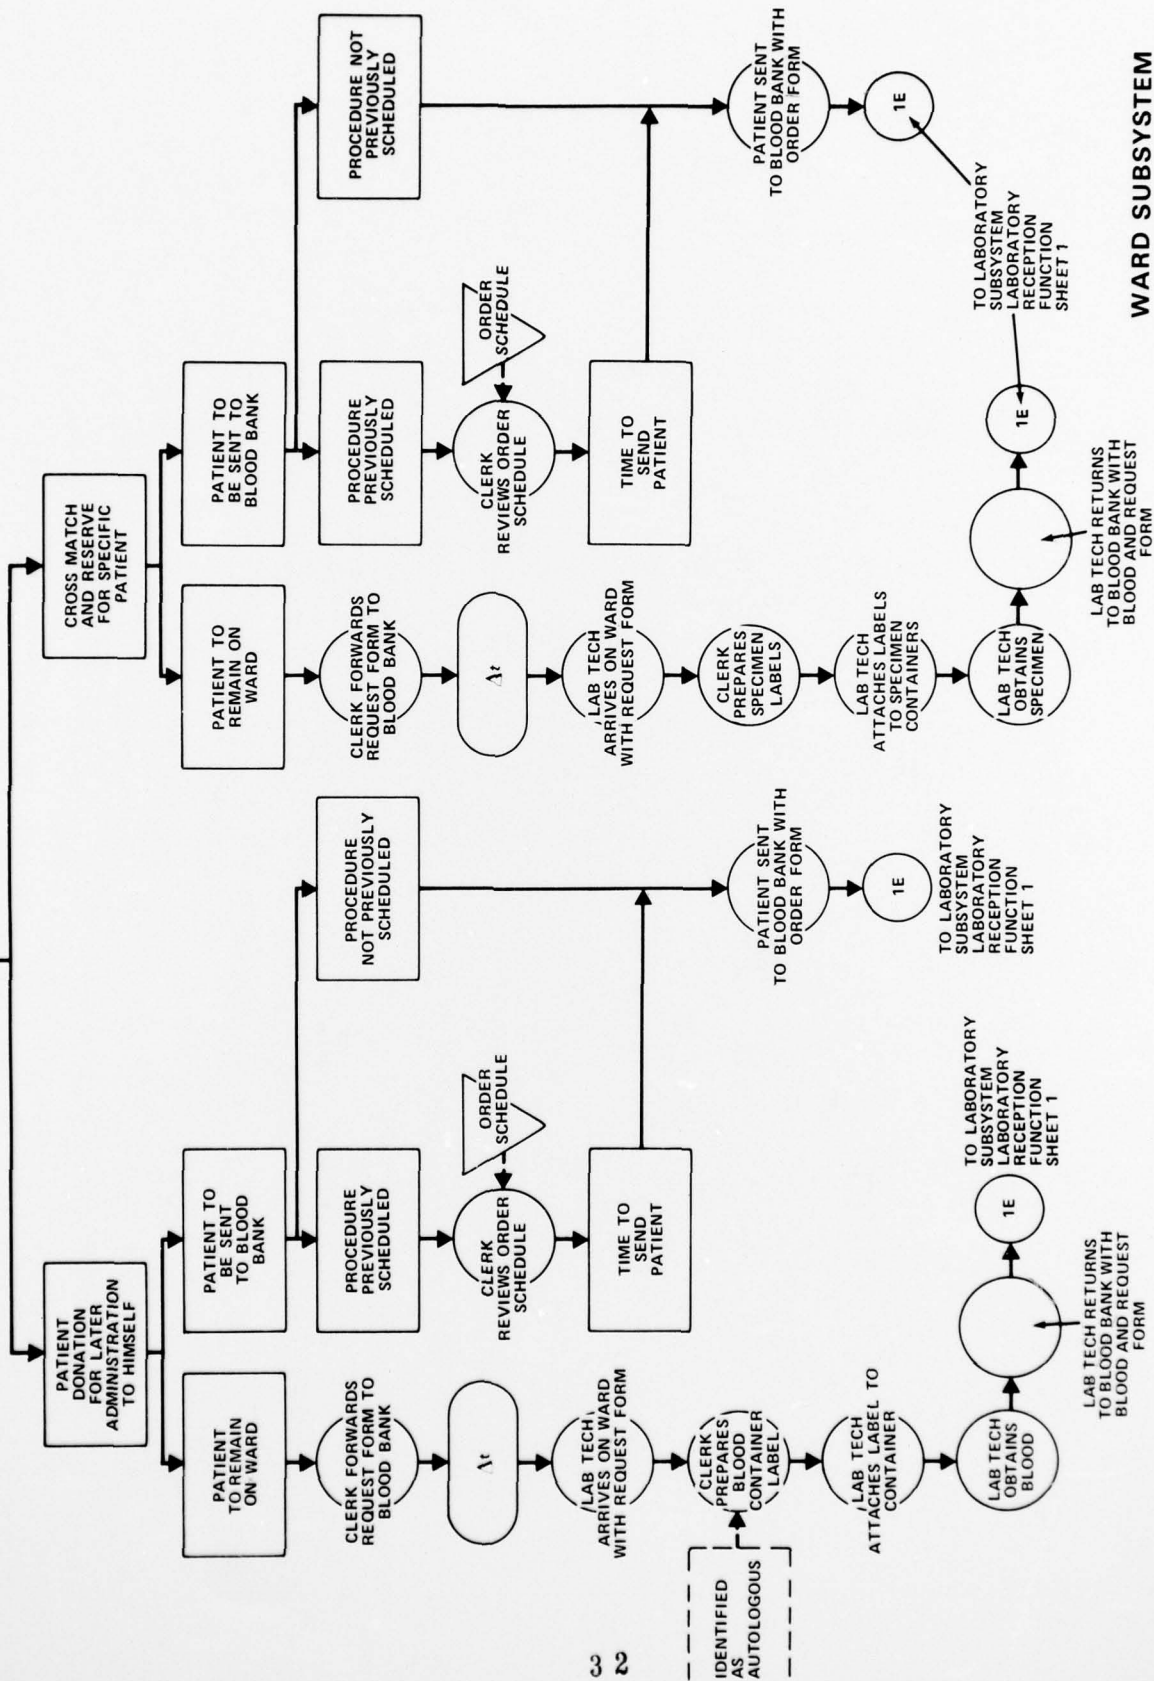 PATIENT
DONATION
FOR LATER
ADMINISTRATION
TO HIMSELF
CROSS MATCH
AND RESERVE
FOR SPECIFIC
PATIENT
PATIENT
TO REMAIN
ON WARD
PATIENT TO
BE SENT
TO BLOOD
BANK
PATIENT TO
REMAIN ON
WARD
PATIENT TO
BE SENT TO
BLOOD BANK
CLERK FORWARDS
REQUEST FORM TO
BLOOD BANK
PROCEDURE
PREVIOUSLY
SCHEDULED
PROCEDURE
NOT PREVIOUSLY
SCHEDULED
CLERK FORWARDS
REQUEST FORM TO
BLOOD BANK
PROCEDURE
PREVIOUSLY
SCHEDULED
PROCEDURE NOT
PREVIOUSLY
SCHEDULED
Δt
CLERK
REVIEWS ORDER
SCHEDULE
ORDER
SCHEDULE
Δt
CLERK
REVIEWS ORDER
SCHEDULE
ORDER
SCHEDULE
LAB TECH
ARRIVES ON WARD
WITH REQUEST FORM
TIME TO
SEND
PATIENT
LAB TECH
ARRIVES ON WARD
WITH REQUEST FORM
TIME TO
SEND
PATIENT
IDENTIFIED
AS
AUTOLOGOUS
CLERK
PREPARES
BLOOD
CONTAINER
LABEL
PATIENT SENT
TO BLOOD BANK WITH
ORDER FORM
CLERK
PREPARES
SPECIMEN
LABELS
PATIENT SENT
TO BLOOD BANK WITH
ORDER FORM
LAB TECH
ATTACHES LABEL TO
CONTAINER
1E
LAB TECH
ATTACHES LABELS
TO SPECIMEN
CONTAINERS
1E
LAB TECH
OBTAINS
BLOOD
1E
TO LABORATORY
SUBSYSTEM
LABORATORY
RECEPTION
FUNCTION
SHEET 1
TO LABORATORY
SUBSYSTEM
LABORATORY
RECEPTION
FUNCTION
SHEET 1
LAB TECH
OBTAINS
SPECIMEN
1E
TO LABORATORY
SUBSYSTEM
LABORATORY
RECEPTION
FUNCTION
SHEET 1
LAB TECH RETURNS
TO BLOOD BANK WITH
BLOOD AND REQUEST
FORM
LAB TECH RETURNS
TO BLOOD BANK WITH
BLOOD AND REQUEST
FORM
WARD SUBSYSTEM
32